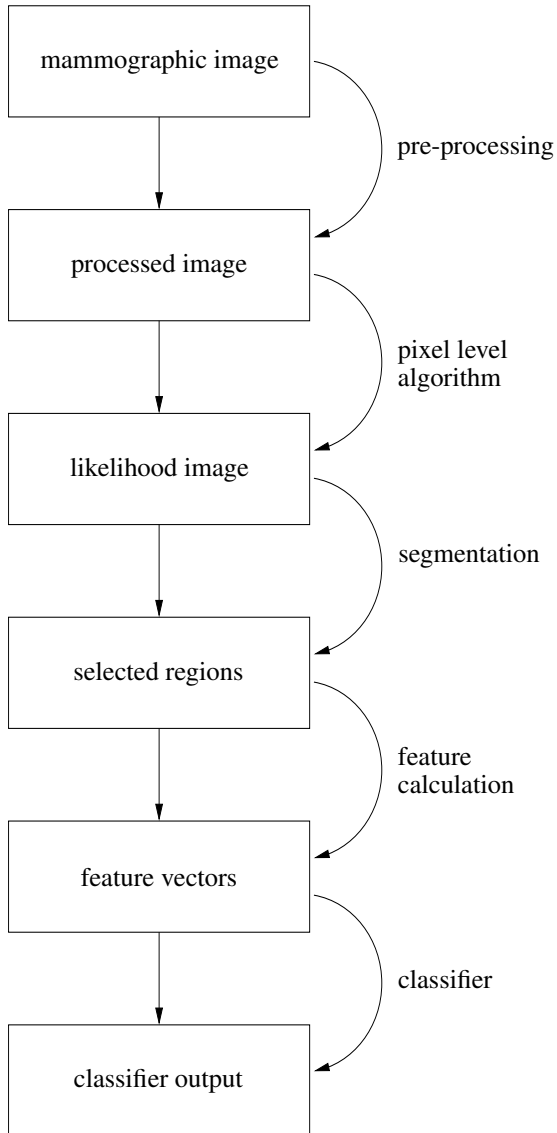 mammographic image
pre-processing
processed image
pixel level
algorithm
likelihood image
segmentation
selected regions
feature
calculation
feature vectors
classifier
classifier output